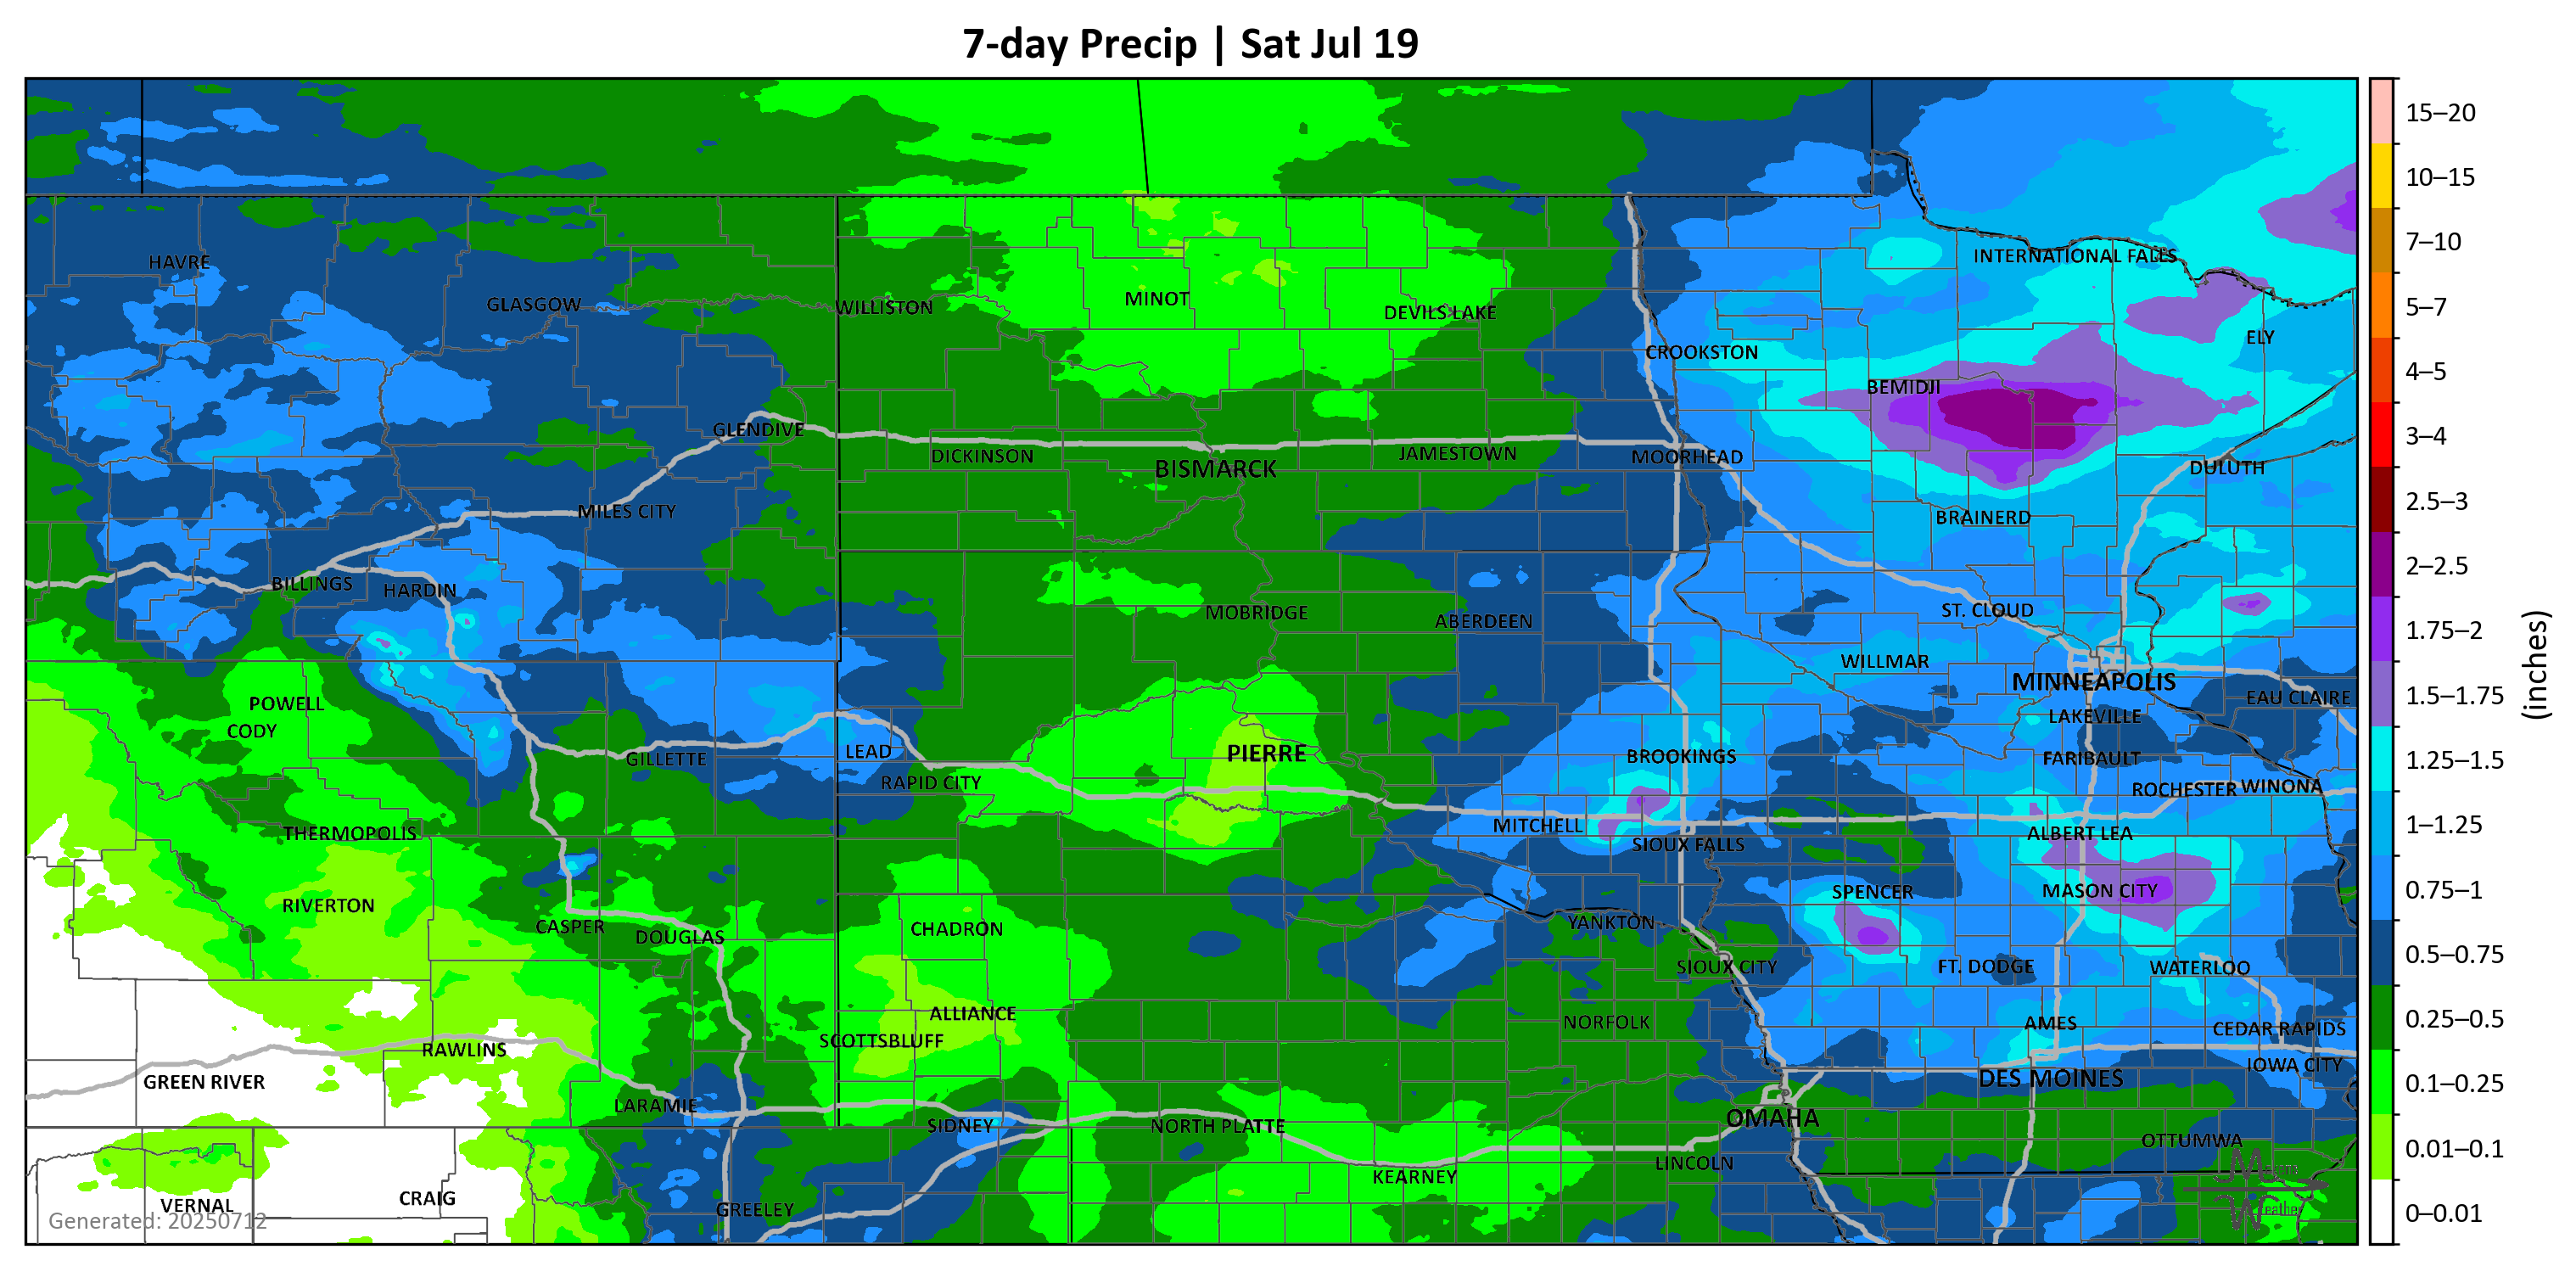 7-day Precip | Sat Jul 19
HAVRE
GLASGOW
WILLISTON
MINOT
DEVILS LAKE
INTERNATIONAL FALLS
ELY
CROOKSTON
BEMIDJI
GLENDIVE
DICKINSON
BISMARCK
JAMESTOWN
MOORHEAD
DULUTH
MILES CITY
BRAINERD
BILLINGS
HARDIN
MOBRIDGE
ABERDEEN
ST. CLOUD
WILLMAR
MINNEAPOLIS
EAU CLAIRE
POWELL
CODY
LAKEVILLE
GILLETTE
LEAD
PIERRE
BROOKINGS
FARIBAULT
RAPID CITY
ROCHESTER
WINONA
THERMOPOLIS
MITCHELL
ALBERT LEA
SIOUX FALLS
RIVERTON
SPENCER
MASON CITY
CASPER
DOUGLAS
CHADRON
YANKTON
SIOUX CITY
FT. DODGE
WATERLOO
ALLIANCE
NORFOLK
AMES
CEDAR RAPIDS
SCOTTSBLUFF
RAWLINS
IOWA CITY
GREEN RIVER
DES MOINES
LARAMIE
OMAHA
SIDNEY
NORTH PLATTE
OTTUMWA
LINCOLN
KEARNEY
VERNAL
CRAIG
GREELEY
Generated: 20250712
Weather
15–20
10–15
7–10
5–7
4–5
3–4
2.5–3
2–2.5
1.75–2
1.5–1.75
1.25–1.5
1–1.25
0.75–1
0.5–0.75
0.25–0.5
0.1–0.25
0.01–0.1
0–0.01
(inches)